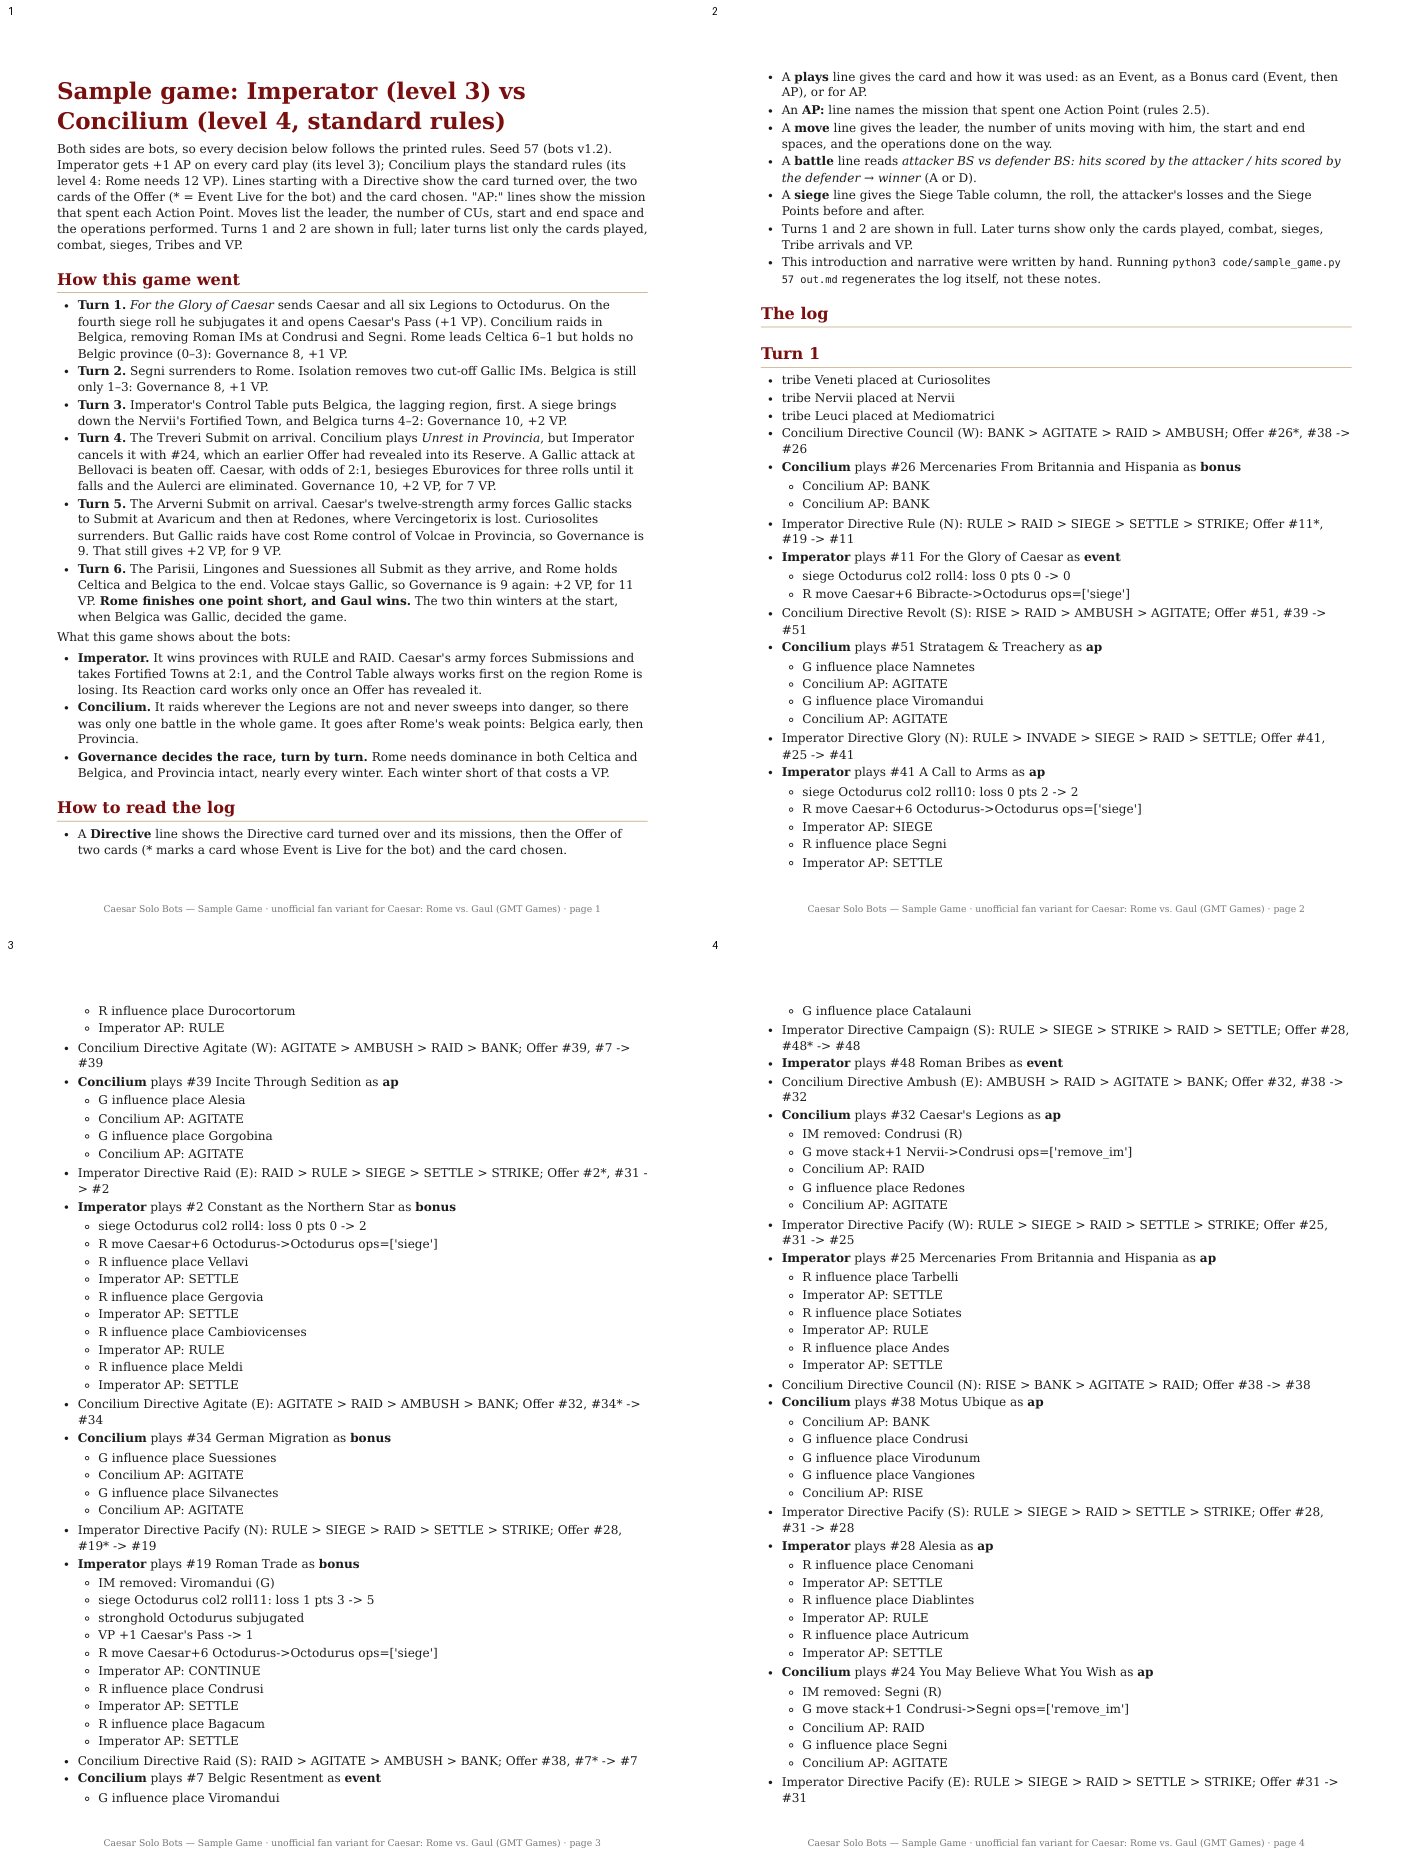 1
Sample game: Imperator (level 3) vs
Concilium (level 4, standard rules)
Both sides are bots, so every decision below follows the printed rules. Seed 57 (bots v1.2).
Imperator gets +1 AP on every card play (its level 3); Concilium plays the standard rules (its
level 4: Rome needs 12 VP). Lines starting with a Directive show the card turned over, the two
cards of the Offer (* = Event Live for the bot) and the card chosen. "AP:" lines show the mission
that spent each Action Point. Moves list the leader, the number of CUs, start and end space and
the operations performed. Turns 1 and 2 are shown in full; later turns list only the cards played,
combat, sieges, Tribes and VP.
How this game went
• Turn 1. For the Glory of Caesar sends Caesar and all six Legions to Octodurus. On the
fourth siege roll he subjugates it and opens Caesar's Pass (+1 VP). Concilium raids in
Belgica, removing Roman IMs at Condrusi and Segni. Rome leads Celtica 6–1 but holds no
Belgic province (0–3): Governance 8, +1 VP.
• Turn 2. Segni surrenders to Rome. Isolation removes two cut-off Gallic IMs. Belgica is still
only 1–3: Governance 8, +1 VP.
• Turn 3. Imperator's Control Table puts Belgica, the lagging region, first. A siege brings
down the Nervii's Fortified Town, and Belgica turns 4–2: Governance 10, +2 VP.
• Turn 4. The Treveri Submit on arrival. Concilium plays Unrest in Provincia, but Imperator
cancels it with #24, which an earlier Offer had revealed into its Reserve. A Gallic attack at
Bellovaci is beaten off. Caesar, with odds of 2:1, besieges Eburovices for three rolls until it
falls and the Aulerci are eliminated. Governance 10, +2 VP, for 7 VP.
• Turn 5. The Arverni Submit on arrival. Caesar's twelve-strength army forces Gallic stacks
to Submit at Avaricum and then at Redones, where Vercingetorix is lost. Curiosolites
surrenders. But Gallic raids have cost Rome control of Volcae in Provincia, so Governance is
9. That still gives +2 VP, for 9 VP.
• Turn 6. The Parisii, Lingones and Suessiones all Submit as they arrive, and Rome holds
Celtica and Belgica to the end. Volcae stays Gallic, so Governance is 9 again: +2 VP, for 11
VP. Rome finishes one point short, and Gaul wins. The two thin winters at the start,
when Belgica was Gallic, decided the game.
What this game shows about the bots:
• Imperator. It wins provinces with RULE and RAID. Caesar's army forces Submissions and
takes Fortified Towns at 2:1, and the Control Table always works first on the region Rome is
losing. Its Reaction card works only once an Offer has revealed it.
• Concilium. It raids wherever the Legions are not and never sweeps into danger, so there
was only one battle in the whole game. It goes after Rome's weak points: Belgica early, then
Provincia.
• Governance decides the race, turn by turn. Rome needs dominance in both Celtica and
Belgica, and Provincia intact, nearly every winter. Each winter short of that costs a VP.
How to read the log
• A Directive line shows the Directive card turned over and its missions, then the Offer of
two cards (* marks a card whose Event is Live for the bot) and the card chosen.
Caesar Solo Bots — Sample Game · unofficial fan variant for Caesar: Rome vs. Gaul (GMT Games) · page 1
2
• A plays line gives the card and how it was used: as an Event, as a Bonus card (Event, then
AP), or for AP.
• An AP: line names the mission that spent one Action Point (rules 2.5).
• A move line gives the leader, the number of units moving with him, the start and end
spaces, and the operations done on the way.
• A battle line reads attacker BS vs defender BS: hits scored by the attacker / hits scored by
the defender → winner (A or D).
• A siege line gives the Siege Table column, the roll, the attacker's losses and the Siege
Points before and after.
• Turns 1 and 2 are shown in full. Later turns show only the cards played, combat, sieges,
Tribe arrivals and VP.
• This introduction and narrative were written by hand. Running python3 code/sample_game.py
57 out.md regenerates the log itself, not these notes.
The log
Turn 1
• tribe Veneti placed at Curiosolites
• tribe Nervii placed at Nervii
• tribe Leuci placed at Mediomatrici
• Concilium Directive Council (W): BANK > AGITATE > RAID > AMBUSH; Offer #26*, #38 ->
#26
• Concilium plays #26 Mercenaries From Britannia and Hispania as bonus
◦ Concilium AP: BANK
◦ Concilium AP: BANK
• Imperator Directive Rule (N): RULE > RAID > SIEGE > SETTLE > STRIKE; Offer #11*,
#19 -> #11
• Imperator plays #11 For the Glory of Caesar as event
◦ siege Octodurus col2 roll4: loss 0 pts 0 -> 0
◦ R move Caesar+6 Bibracte->Octodurus ops=['siege']
• Concilium Directive Revolt (S): RISE > RAID > AMBUSH > AGITATE; Offer #51, #39 ->
#51
• Concilium plays #51 Stratagem & Treachery as ap
◦ G influence place Namnetes
◦ Concilium AP: AGITATE
◦ G influence place Viromandui
◦ Concilium AP: AGITATE
• Imperator Directive Glory (N): RULE > INVADE > SIEGE > RAID > SETTLE; Offer #41,
#25 -> #41
• Imperator plays #41 A Call to Arms as ap
◦ siege Octodurus col2 roll10: loss 0 pts 2 -> 2
◦ R move Caesar+6 Octodurus->Octodurus ops=['siege']
◦ Imperator AP: SIEGE
◦ R influence place Segni
◦ Imperator AP: SETTLE
Caesar Solo Bots — Sample Game · unofficial fan variant for Caesar: Rome vs. Gaul (GMT Games) · page 2
3
◦ R influence place Durocortorum
◦ Imperator AP: RULE
• Concilium Directive Agitate (W): AGITATE > AMBUSH > RAID > BANK; Offer #39, #7 ->
#39
• Concilium plays #39 Incite Through Sedition as ap
◦ G influence place Alesia
◦ Concilium AP: AGITATE
◦ G influence place Gorgobina
◦ Concilium AP: AGITATE
• Imperator Directive Raid (E): RAID > RULE > SIEGE > SETTLE > STRIKE; Offer #2*, #31 -
> #2
• Imperator plays #2 Constant as the Northern Star as bonus
◦ siege Octodurus col2 roll4: loss 0 pts 0 -> 2
◦ R move Caesar+6 Octodurus->Octodurus ops=['siege']
◦ R influence place Vellavi
◦ Imperator AP: SETTLE
◦ R influence place Gergovia
◦ Imperator AP: SETTLE
◦ R influence place Cambiovicenses
◦ Imperator AP: RULE
◦ R influence place Meldi
◦ Imperator AP: SETTLE
• Concilium Directive Agitate (E): AGITATE > RAID > AMBUSH > BANK; Offer #32, #34* ->
#34
• Concilium plays #34 German Migration as bonus
◦ G influence place Suessiones
◦ Concilium AP: AGITATE
◦ G influence place Silvanectes
◦ Concilium AP: AGITATE
• Imperator Directive Pacify (N): RULE > SIEGE > RAID > SETTLE > STRIKE; Offer #28,
#19* -> #19
• Imperator plays #19 Roman Trade as bonus
◦ IM removed: Viromandui (G)
◦ siege Octodurus col2 roll11: loss 1 pts 3 -> 5
◦ stronghold Octodurus subjugated
◦ VP +1 Caesar's Pass -> 1
◦ R move Caesar+6 Octodurus->Octodurus ops=['siege']
◦ Imperator AP: CONTINUE
◦ R influence place Condrusi
◦ Imperator AP: SETTLE
◦ R influence place Bagacum
◦ Imperator AP: SETTLE
• Concilium Directive Raid (S): RAID > AGITATE > AMBUSH > BANK; Offer #38, #7* -> #7
• Concilium plays #7 Belgic Resentment as event
◦ G influence place Viromandui
Caesar Solo Bots — Sample Game · unofficial fan variant for Caesar: Rome vs. Gaul (GMT Games) · page 3
4
◦ G influence place Catalauni
• Imperator Directive Campaign (S): RULE > SIEGE > STRIKE > RAID > SETTLE; Offer #28,
#48* -> #48
• Imperator plays #48 Roman Bribes as event
• Concilium Directive Ambush (E): AMBUSH > RAID > AGITATE > BANK; Offer #32, #38 ->
#32
• Concilium plays #32 Caesar's Legions as ap
◦ IM removed: Condrusi (R)
◦ G move stack+1 Nervii->Condrusi ops=['remove_im']
◦ Concilium AP: RAID
◦ G influence place Redones
◦ Concilium AP: AGITATE
• Imperator Directive Pacify (W): RULE > SIEGE > RAID > SETTLE > STRIKE; Offer #25,
#31 -> #25
• Imperator plays #25 Mercenaries From Britannia and Hispania as ap
◦ R influence place Tarbelli
◦ Imperator AP: SETTLE
◦ R influence place Sotiates
◦ Imperator AP: RULE
◦ R influence place Andes
◦ Imperator AP: SETTLE
• Concilium Directive Council (N): RISE > BANK > AGITATE > RAID; Offer #38 -> #38
• Concilium plays #38 Motus Ubique as ap
◦ Concilium AP: BANK
◦ G influence place Condrusi
◦ G influence place Virodunum
◦ G influence place Vangiones
◦ Concilium AP: RISE
• Imperator Directive Pacify (S): RULE > SIEGE > RAID > SETTLE > STRIKE; Offer #28,
#31 -> #28
• Imperator plays #28 Alesia as ap
◦ R influence place Cenomani
◦ Imperator AP: SETTLE
◦ R influence place Diablintes
◦ Imperator AP: RULE
◦ R influence place Autricum
◦ Imperator AP: SETTLE
• Concilium plays #24 You May Believe What You Wish as ap
◦ IM removed: Segni (R)
◦ G move stack+1 Condrusi->Segni ops=['remove_im']
◦ Concilium AP: RAID
◦ G influence place Segni
◦ Concilium AP: AGITATE
• Imperator Directive Pacify (E): RULE > SIEGE > RAID > SETTLE > STRIKE; Offer #31 ->
#31
Caesar Solo Bots — Sample Game · unofficial fan variant for Caesar: Rome vs. Gaul (GMT Games) · page 4